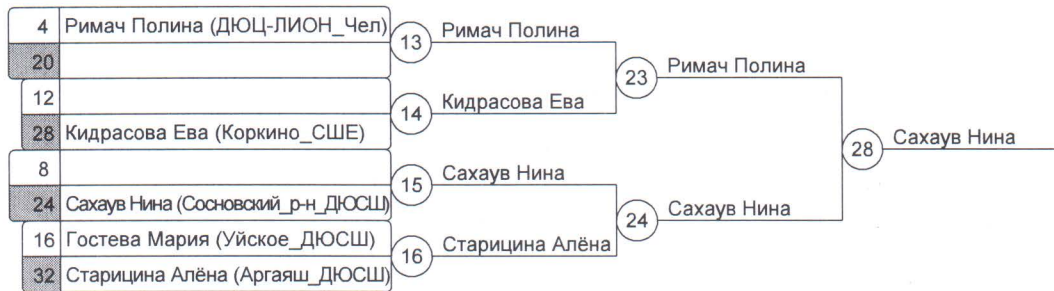 4 Римач Полина (ДЮЦ-ЛИОН_Чел)
13 Римач Полина
20
23 Римач Полина
12
14 Кидрасова Ева
28 Кидрасова Ева (Коркино_СШЕ)
28 Сахаув Нина
8
15 Сахаув Нина
24 Сахаув Нина (Сосновский_р-н_ДЮСШ)
24 Сахаув Нина
16 Гостева Мария (Уйское_ДЮСШ)
16 Старицина Алёна
32 Старицина Алёна (Аргаяш_ДЮСШ)